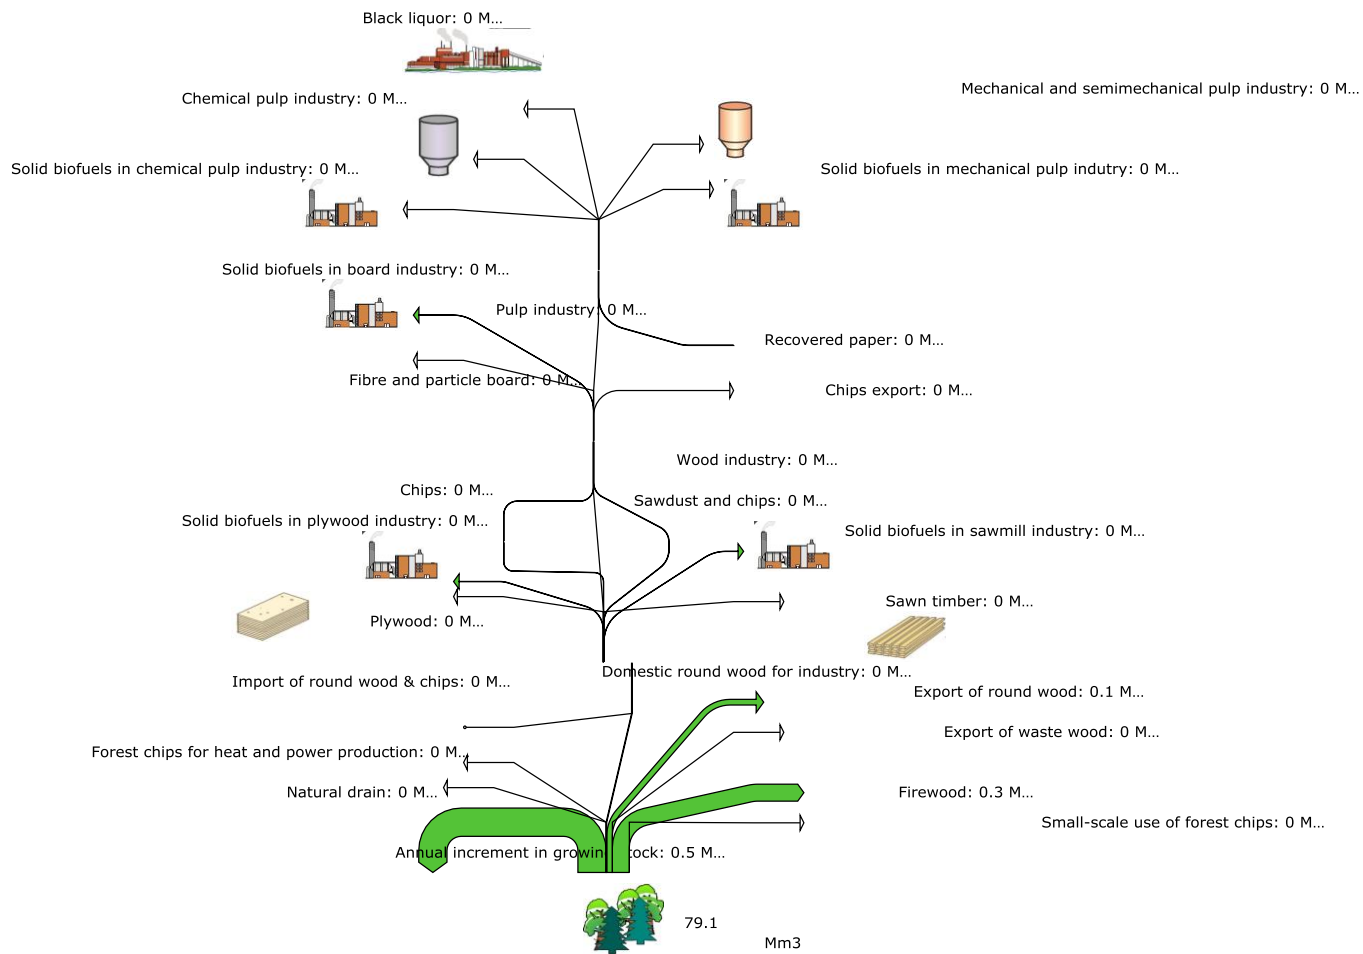 Black liquor: 0 M...
Mechanical and semimechanical pulp industry: 0 M...
Chemical pulp industry: 0 M...
Solid biofuels in chemical pulp industry: 0 M...
Solid biofuels in mechanical pulp indutry: 0 M...
Solid biofuels in board industry: 0 M...
Pulp industry: 0 M...
Recovered paper: 0 M...
Fibre and particle board: 0 M...
Chips export: 0 M...
Wood industry: 0 M...
Chips: 0 M...
Sawdust and chips: 0 M...
Solid biofuels in plywood industry: 0 M...
Solid biofuels in sawmill industry: 0 M...
Sawn timber: 0 M...
Plywood: 0 M...
Domestic round wood for industry: 0 M...
Import of round wood & chips: 0 M...
Export of round wood: 0.1 M...
Export of waste wood: 0 M...
Forest chips for heat and power production: 0 M...
Natural drain: 0 M...
Firewood: 0.3 M...
Small-scale use of forest chips: 0 M...
Annual increment in growing stock: 0.5 M...
79.1
Mm3